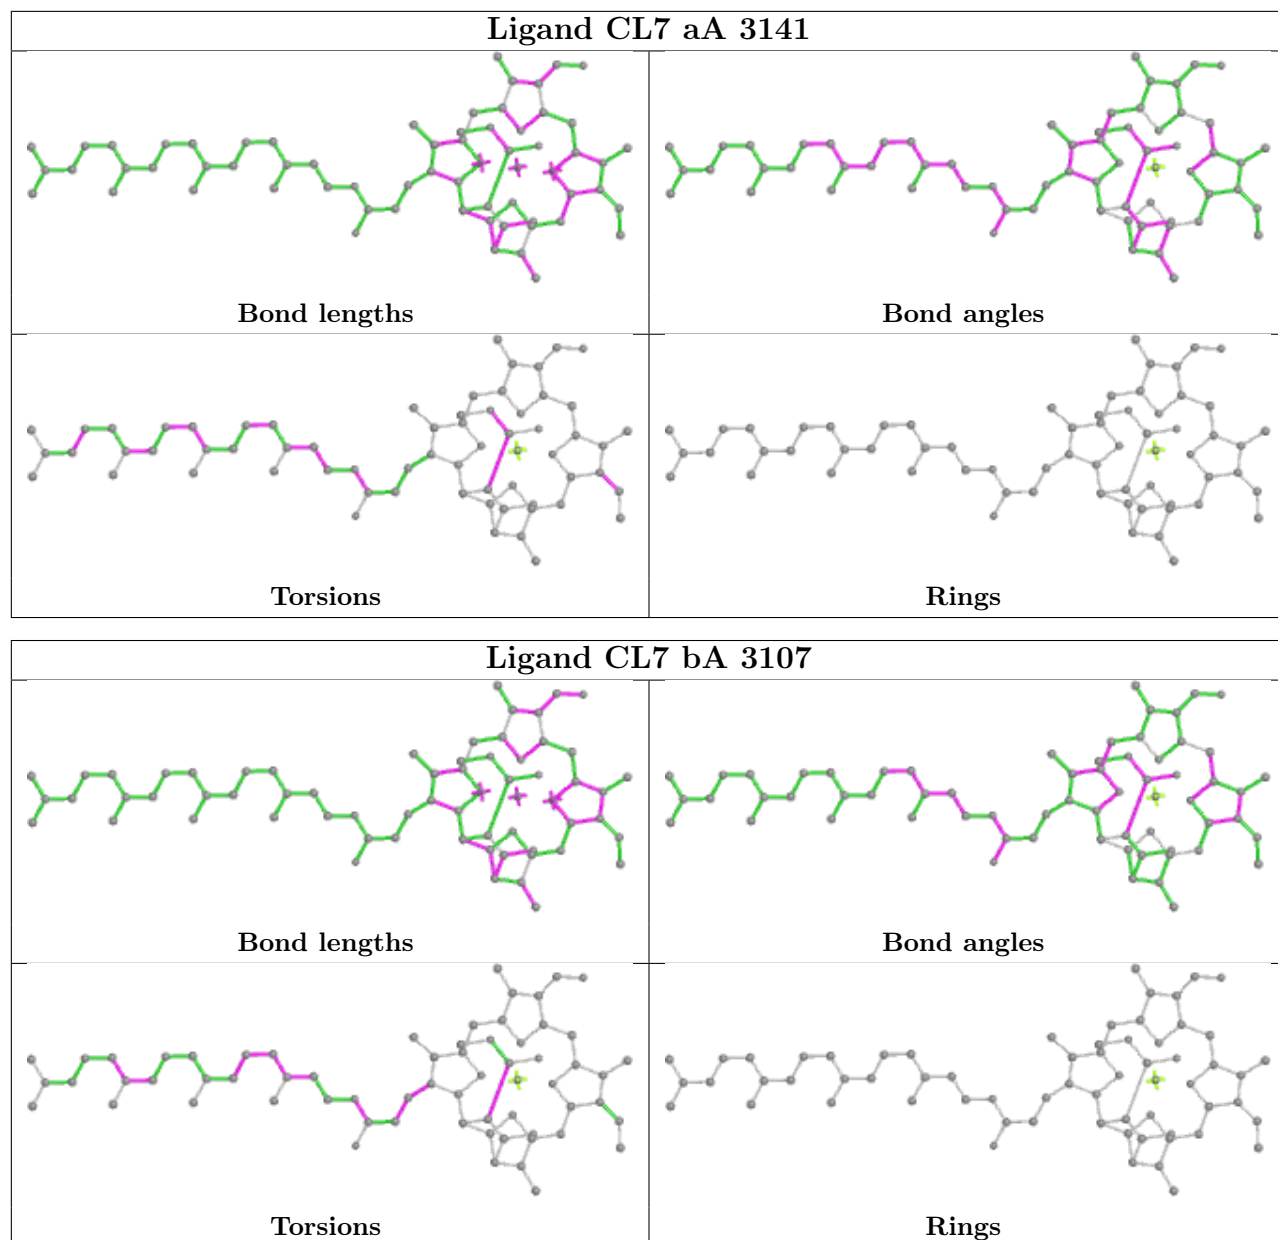 Ligand CL7 aA 3141
Bond lengths
Bond angles
Torsions
Rings
Ligand CL7 bA 3107
Bond lengths
Bond angles
Torsions
Rings